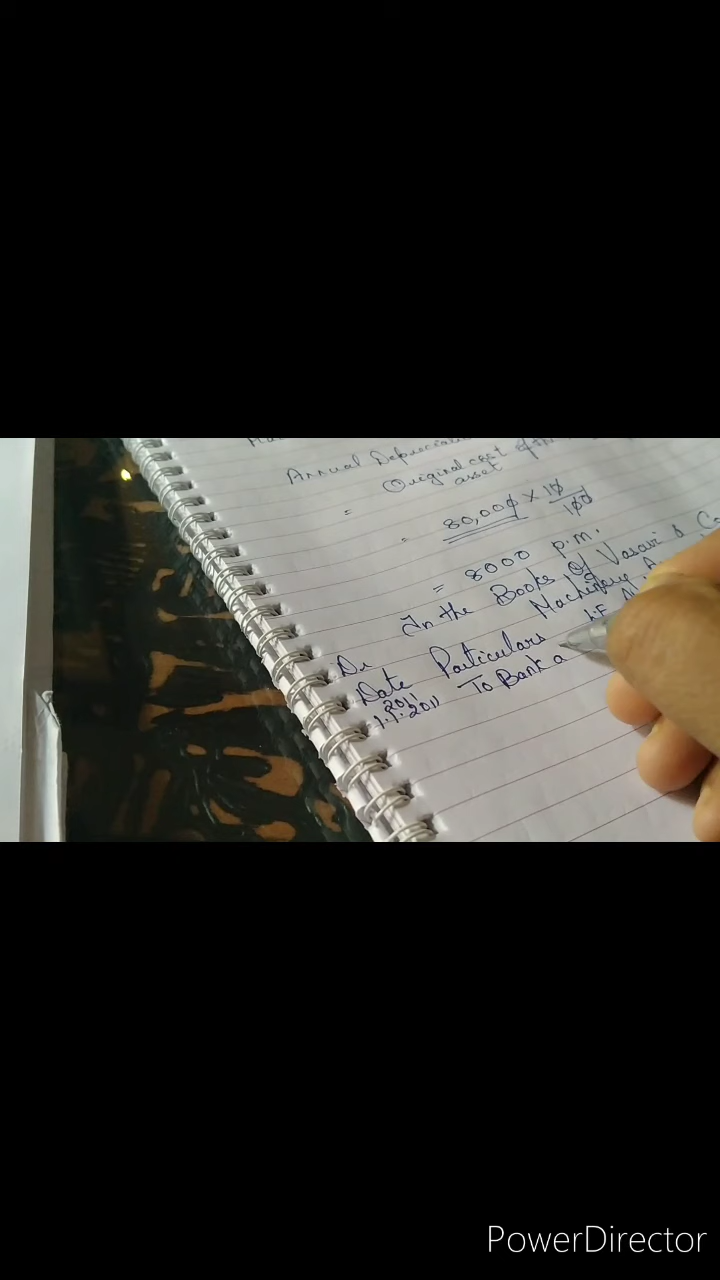 Annual Depreciat
= Original cost of the
asset
= 80,000 × 10/100
= 8000 p.m.
In the Books Of Vasavi & Co
Machinery A
Dr
Date Particulars L.F
2011
1.1.2011 To Bank a
PowerDirector